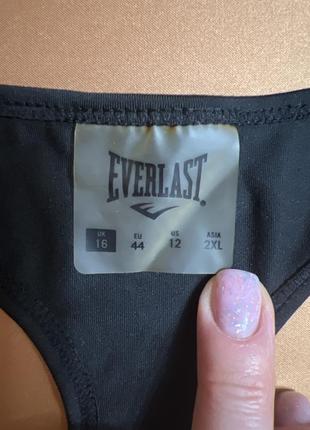 EVERLAST
UK EU US ASIA
16 44 12 2XL